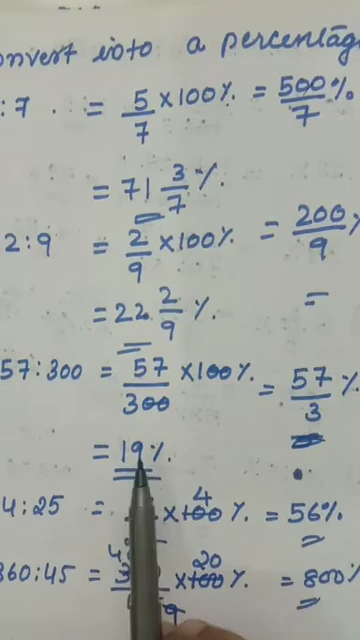 onvert into a percentag
:7 = 5/7 × 100% = 500/7 %
= 71 3/7 %
2:9 = 2/9 × 100% = 200/9 %
= 22 2/9 %
57:300 = 57/300 × 100% = 57/3 %
= 19%
4:25 = × 100 4 % = 56%
360:45 = × 100 20 % = 800%